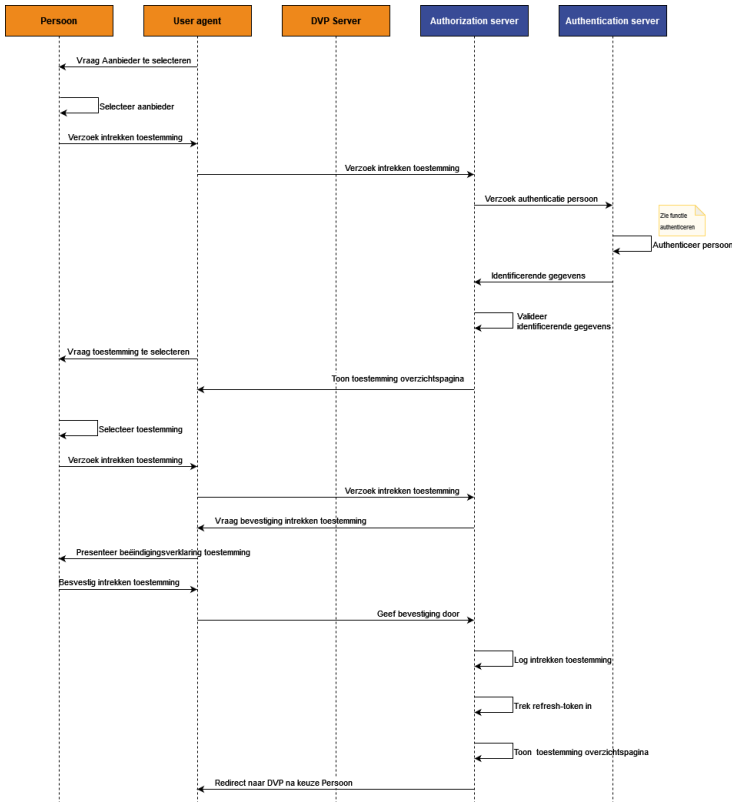 Persoon
User agent
DVP Server
Authorization server
Authentication server
Vraag Aanbieder te selecteren
Selecteer aanbieder
Verzoek intrekken toestemming
Verzoek intrekken toestemming
Verzoek authenticatie persoon
Zie functie
authenticeren
Authenticeer persoon
Identificerende gegevens
Valideer
identificerende gegevens
Vraag toestemming te selecteren
Toon toestemming overzichtspagina
Selecteer toestemming
Verzoek intrekken toestemming
Verzoek intrekken toestemming
Vraag bevestiging intrekken toestemming
Presenteer beëindigingsverklaring toestemming
Besvestig intrekken toestemming
Geef bevestiging door
Log intrekken toestemming
Trek refresh-token in
Toon toestemming overzichtspagina
Redirect naar DVP na keuze Persoon